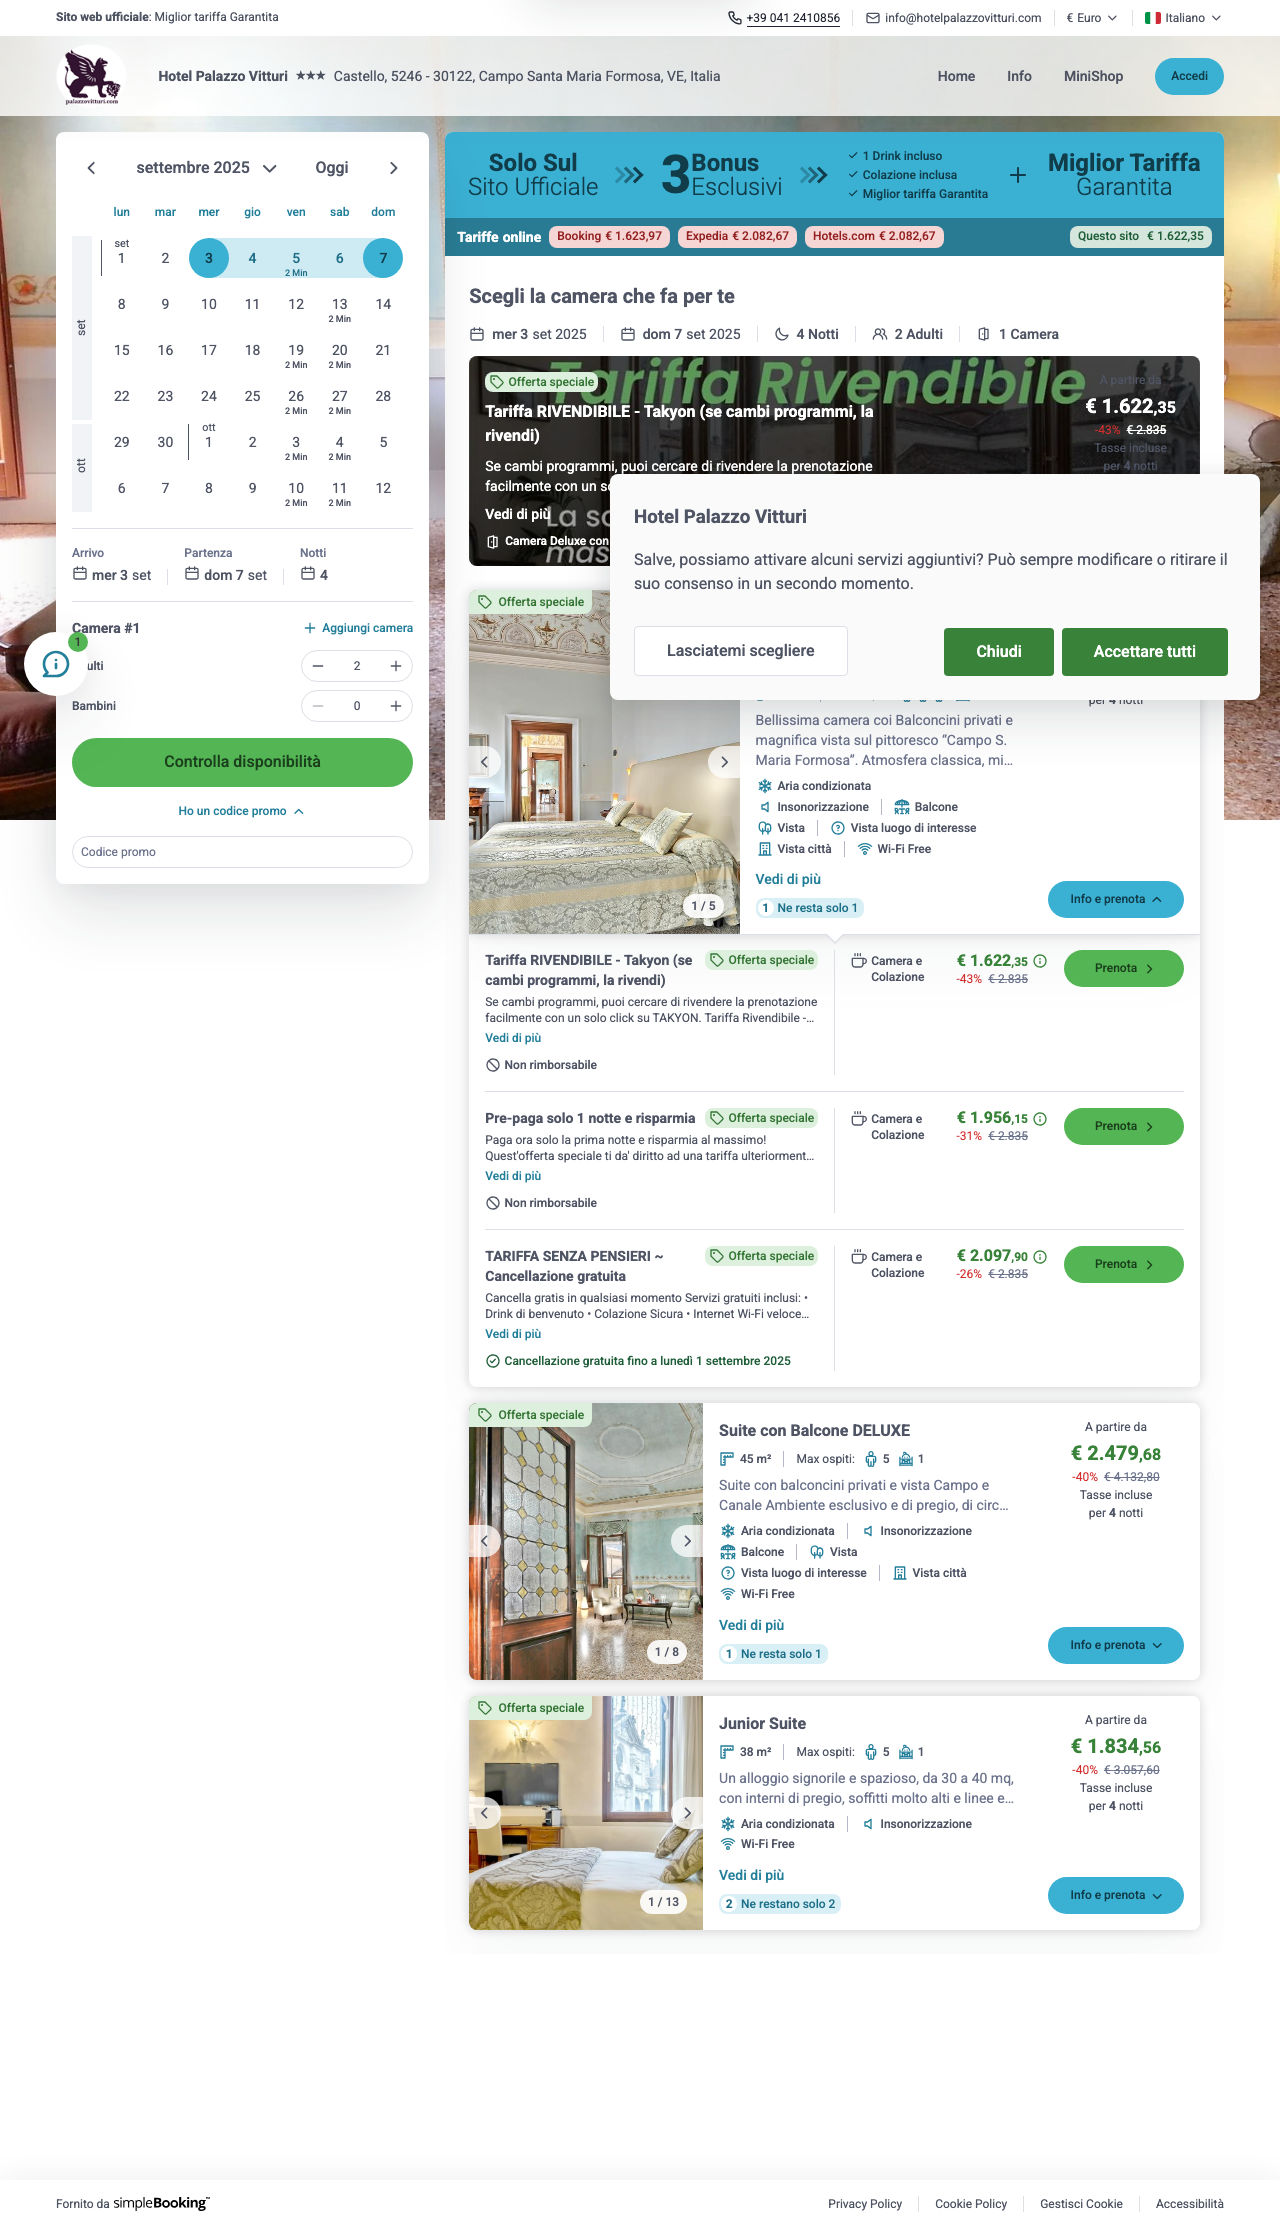 Sito web ufficiale: Miglior tariffa Garantita
+39 041 2410856
info@hotelpalazzovitturi.com
€ Euro
Italiano
palazzovitturi.com
Hotel Palazzo Vitturi ★★★ Castello, 5246 - 30122, Campo Santa Maria Formosa, VE, Italia
Home
Info
MiniShop
Accedi
settembre 2025
Oggi
lun mar mer gio ven sab dom
set
set
1 2 3 4 5 6 7
2 Min
8 9 10 11 12 13 14
2 Min
15 16 17 18 19 20 21
2 Min 2 Min
22 23 24 25 26 27 28
2 Min 2 Min
ott
ott
29 30 1 2 3 4 5
2 Min 2 Min
6 7 8 9 10 11 12
2 Min 2 Min
Arrivo Partenza Notti
mer 3 set dom 7 set 4
Camera #1
Aggiungi camera
1
ulti
2
Bambini
0
Controlla disponibilità
Ho un codice promo
Codice promo
Solo Sul
Sito Ufficiale
3 Bonus
Esclusivi
1 Drink incluso
Colazione inclusa
Miglior tariffa Garantita
Miglior Tariffa
Garantita
Tariffe online
Booking € 1.623,97
Expedia € 2.082,67
Hotels.com € 2.082,67
Questo sito € 1.622,35
Scegli la camera che fa per te
mer 3 set 2025
dom 7 set 2025
4 Notti
2 Adulti
1 Camera
Tariffa Rivendibile
Offerta speciale
Tariffa RIVENDIBILE - Takyon (se cambi programmi, la
rivendi)
Se cambi programmi, puoi cercare di rivendere la prenotazione
facilmente con un so
Vedi di più
Camera Deluxe con
A partire da
€ 1.622,35
-43% € 2.835
Tasse incluse
per 4 notti
Hotel Palazzo Vitturi
Salve, possiamo attivare alcuni servizi aggiuntivi? Può sempre modificare o ritirare il
suo consenso in un secondo momento.
Lasciatemi scegliere
Chiudi
Accettare tutti
Offerta speciale
per 4 notti
Bellissima camera coi Balconcini privati e
magnifica vista sul pittoresco “Campo S.
Maria Formosa”. Atmosfera classica, mi...
Aria condizionata
Insonorizzazione
Balcone
Vista
Vista luogo di interesse
Vista città
Wi-Fi Free
Vedi di più
1 Ne resta solo 1
1 / 5
Info e prenota
Tariffa RIVENDIBILE - Takyon (se
cambi programmi, la rivendi)
Offerta speciale
Se cambi programmi, puoi cercare di rivendere la prenotazione
facilmente con un solo click su TAKYON. Tariffa Rivendibile -...
Vedi di più
Non rimborsabile
Camera e
Colazione
€ 1.622,35
-43% € 2.835
Prenota
Pre-paga solo 1 notte e risparmia
Offerta speciale
Paga ora solo la prima notte e risparmia al massimo!
Quest'offerta speciale ti da' diritto ad una tariffa ulteriorment...
Vedi di più
Non rimborsabile
Camera e
Colazione
€ 1.956,15
-31% € 2.835
Prenota
TARIFFA SENZA PENSIERI ~
Cancellazione gratuita
Offerta speciale
Cancella gratis in qualsiasi momento Servizi gratuiti inclusi: •
Drink di benvenuto • Colazione Sicura • Internet Wi-Fi veloce...
Vedi di più
Cancellazione gratuita fino a lunedì 1 settembre 2025
Camera e
Colazione
€ 2.097,90
-26% € 2.835
Prenota
Offerta speciale
1 / 8
Suite con Balcone DELUXE
45 m² Max ospiti: 5 1
Suite con balconcini privati e vista Campo e
Canale Ambiente esclusivo e di pregio, di circ...
Aria condizionata
Insonorizzazione
Balcone
Vista
Vista luogo di interesse
Vista città
Wi-Fi Free
Vedi di più
1 Ne resta solo 1
A partire da
€ 2.479,68
-40% € 4.132,80
Tasse incluse
per 4 notti
Info e prenota
Offerta speciale
1 / 13
Junior Suite
38 m² Max ospiti: 5 1
Un alloggio signorile e spazioso, da 30 a 40 mq,
con interni di pregio, soffitti molto alti e linee e...
Aria condizionata
Insonorizzazione
Wi-Fi Free
Vedi di più
2 Ne restano solo 2
A partire da
€ 1.834,56
-40% € 3.057,60
Tasse incluse
per 4 notti
Info e prenota
Fornito da simpleBooking™
Privacy Policy
Cookie Policy
Gestisci Cookie
Accessibilità